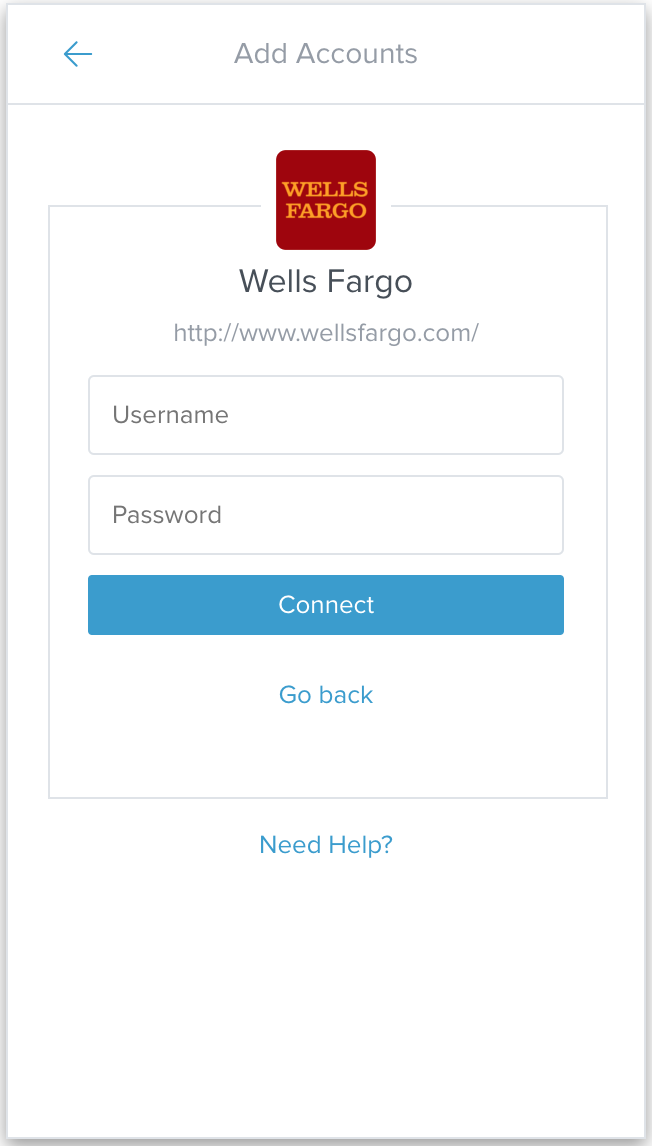 Add Accounts
WELLS
FARGO
Wells Fargo
http://www.wellsfargo.com/
Username
Password
Connect
Go back
Need Help?